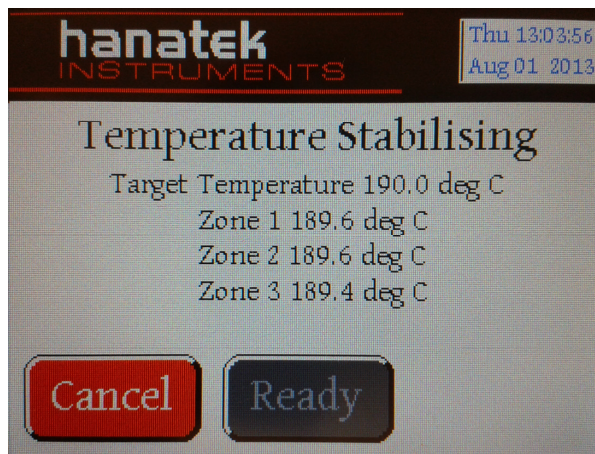 hanatek
INSTRUMENTS
Thu 13:03:56
Aug 01 2013
Temperature Stabilising
Target Temperature 190.0 deg C
Zone 1 189.6 deg C
Zone 2 189.6 deg C
Zone 3 189.4 deg C
Cancel
Ready